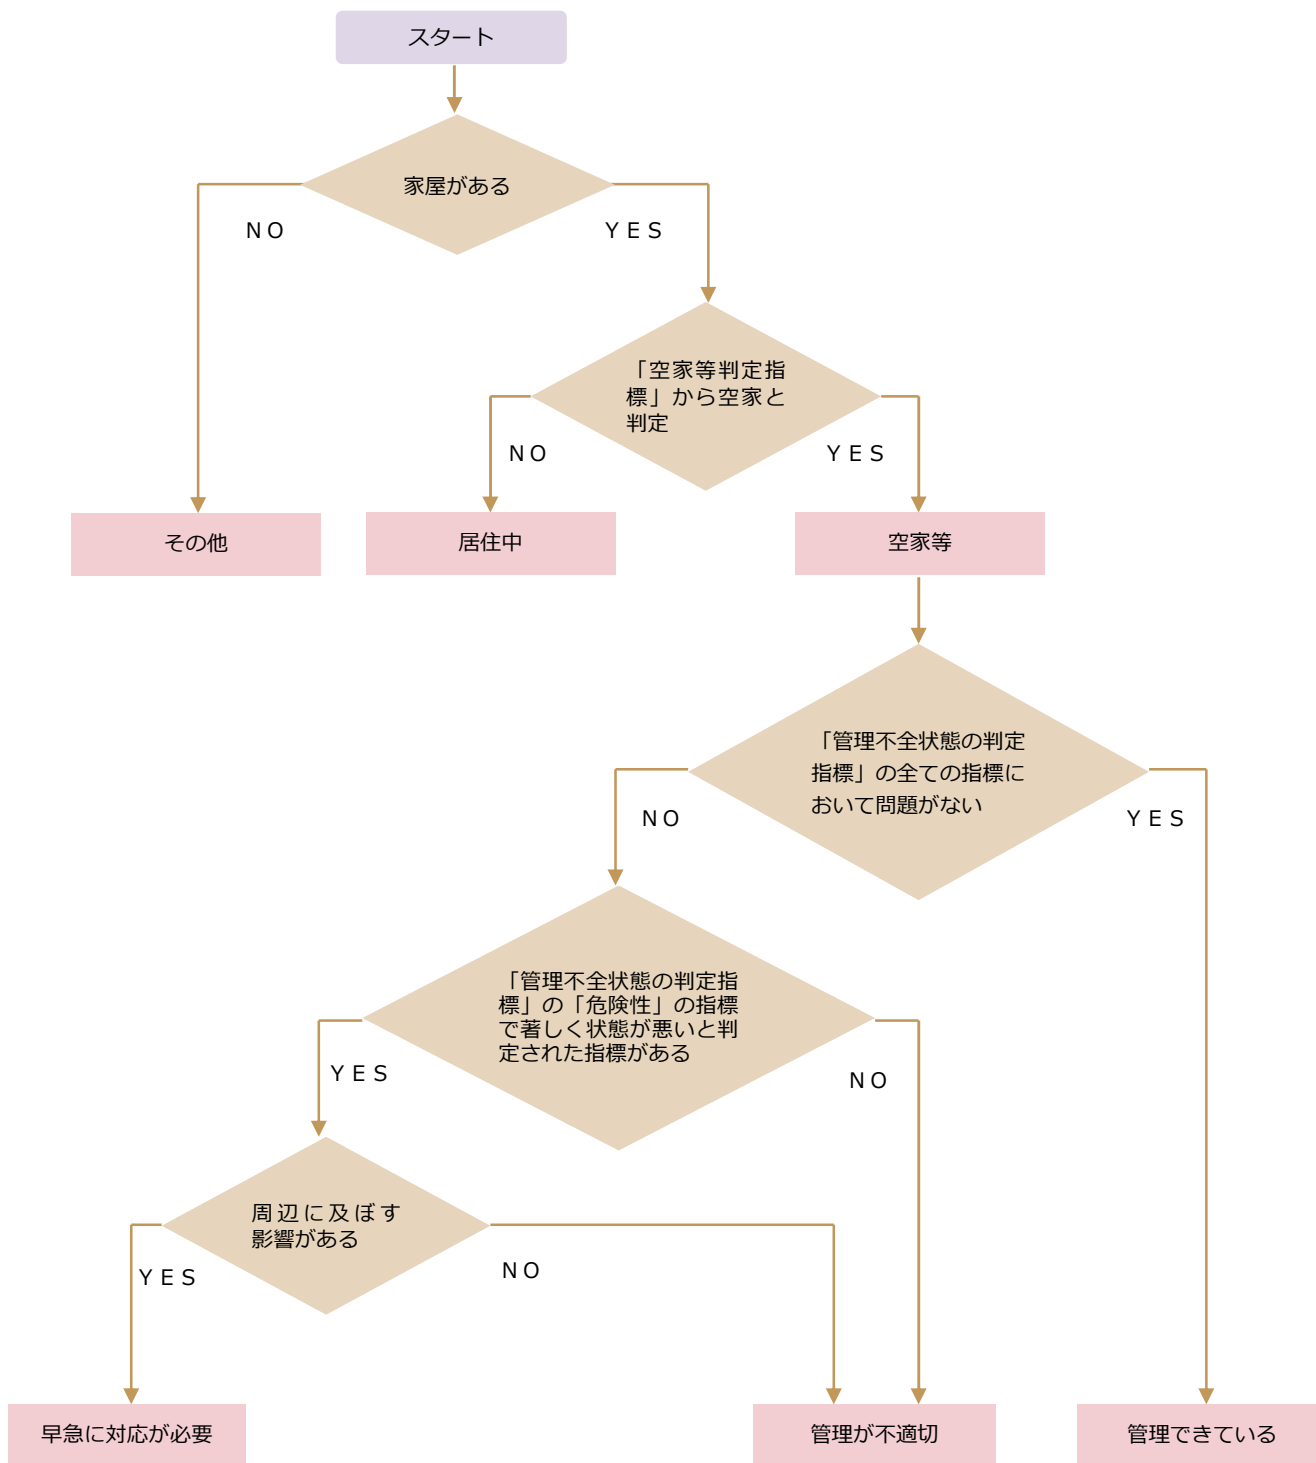 スタート
家屋がある
ＮＯ
ＹＥＳ
「空家等判定指
標」から空家と
判定
ＮＯ
ＹＥＳ
その他
居住中
空家等
「管理不全状態の判定
指標」の全ての指標に
おいて問題がない
ＮＯ
ＹＥＳ
「管理不全状態の判定指
標」の「危険性」の指標
で著しく状態が悪いと判
定された指標がある
ＹＥＳ
ＮＯ
周辺に及ぼす
影響がある
ＹＥＳ
ＮＯ
早急に対応が必要
管理が不適切
管理できている